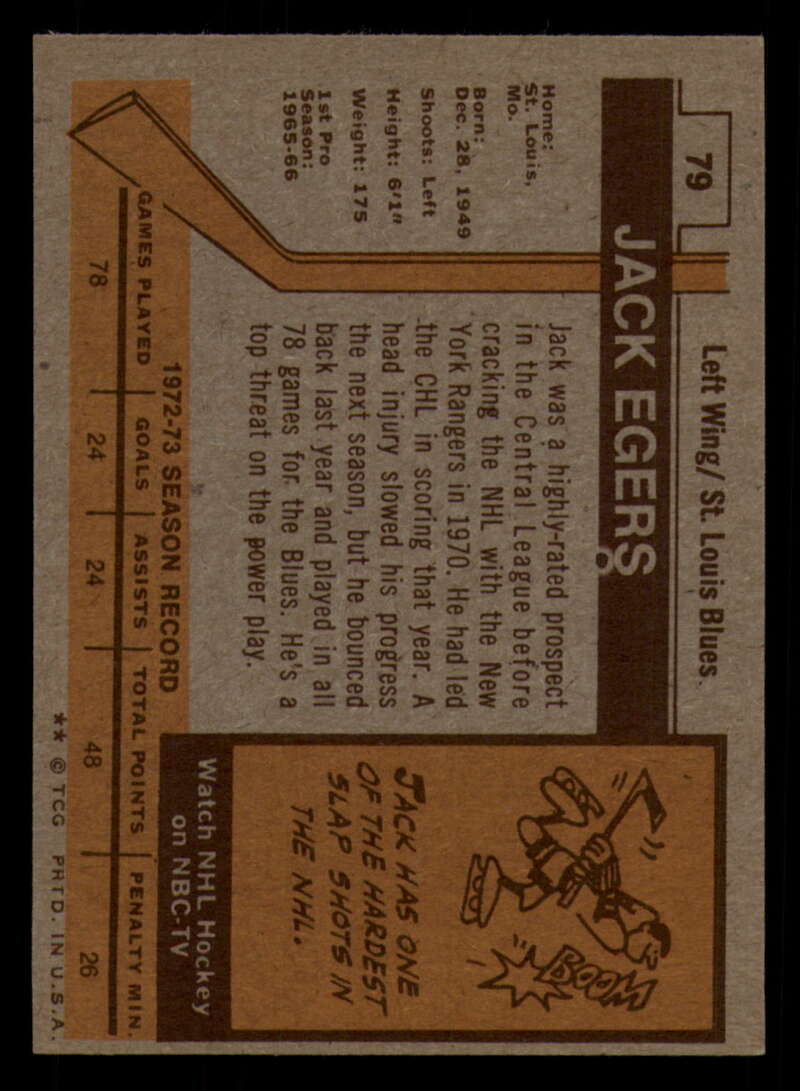 79
Left Wing/ St. Louis Blues
JACK EGERS
Home:
St. Louis,
Mo.
Born:
Dec. 28, 1949
Shoots: Left
Height: 6'1"
Weight: 175
1st Pro
Season:
1965-66
Jack was a highly-rated prospect
in the Central League before
cracking the NHL with the New
York Rangers in 1970. He had led
the CHL in scoring that year. A
head injury slowed his progress
the next season, but he bounced
back last year and played in all
78 games for the Blues. He's a
top threat on the power play.
BOOM
JACK HAS ONE
OF THE HARDEST
SLAP SHOTS IN
THE NHL.
Watch NHL Hockey
on NBC-TV
1972-73 SEASON RECORD
GAMES PLAYED GOALS ASSISTS TOTAL POINTS PENALTY MIN.
78 24 24 48 26
** © TCG PRTD. IN U.S.A.